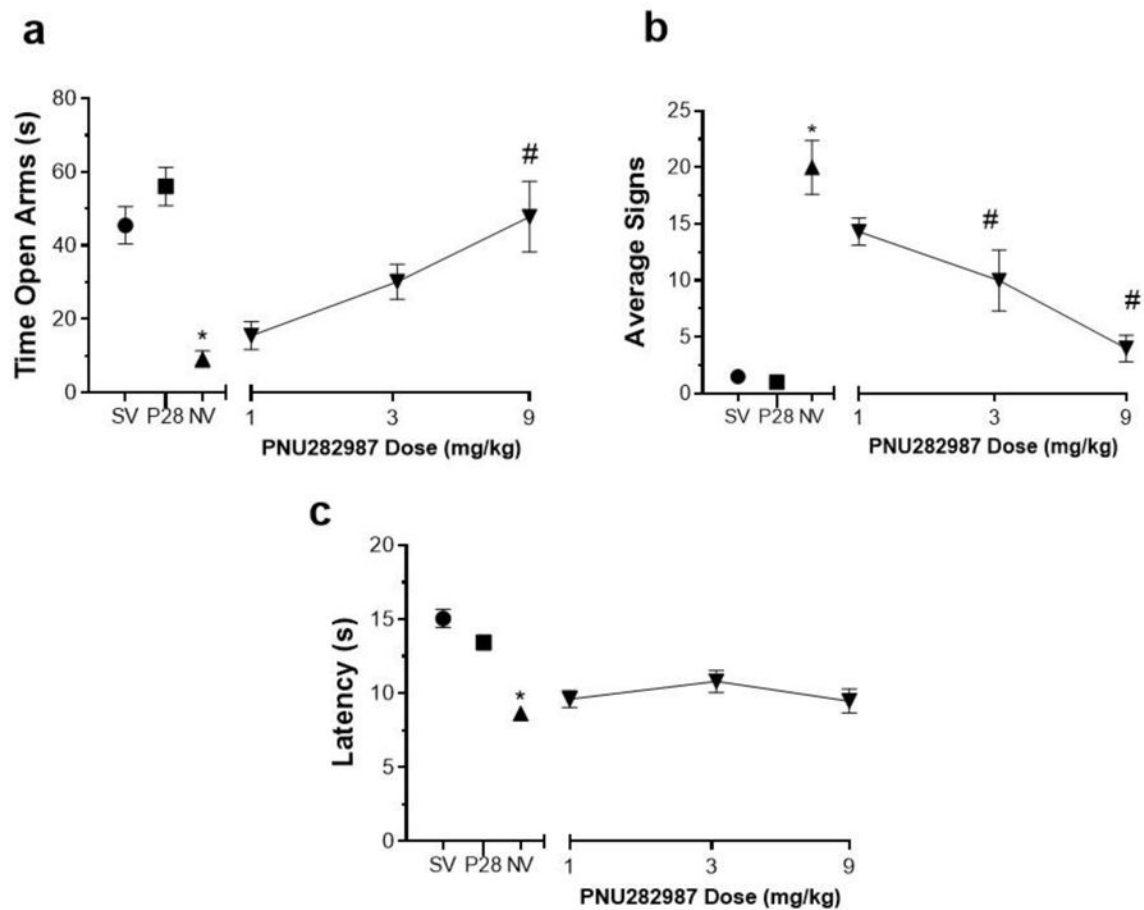 a
Time Open Arms (s)
80
60
40
20
0
*
#
SV P28 NV
1 3 9
PNU282987 Dose (mg/kg)
b
Average Signs
25
20
15
10
5
0
*
#
#
SV P28 NV
1 3 9
PNU282987 Dose (mg/kg)
c
Latency (s)
20
15
10
5
0
*
SV P28 NV
1 3 9
PNU282987 Dose (mg/kg)